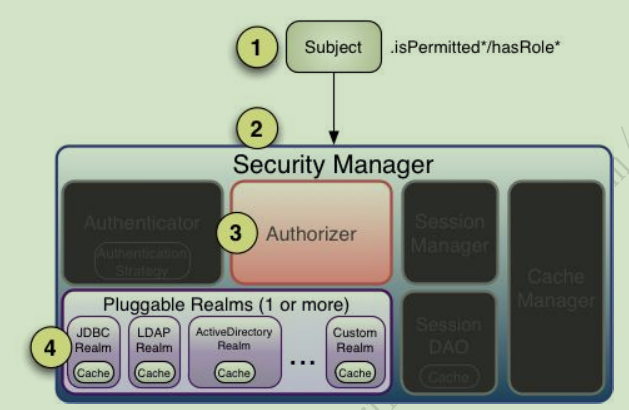 1
Subject
.isPermitted*/hasRole*
2
Security Manager
Authenticator
Authentication
Strategy
3
Authorizer
Session
Manager
Cache
Manager
Pluggable Realms (1 or more)
4
JDBC
Realm
Cache
LDAP
Realm
Cache
ActiveDirectory
Realm
Cache
...
Custom
Realm
Cache
Session
DAO
Cache